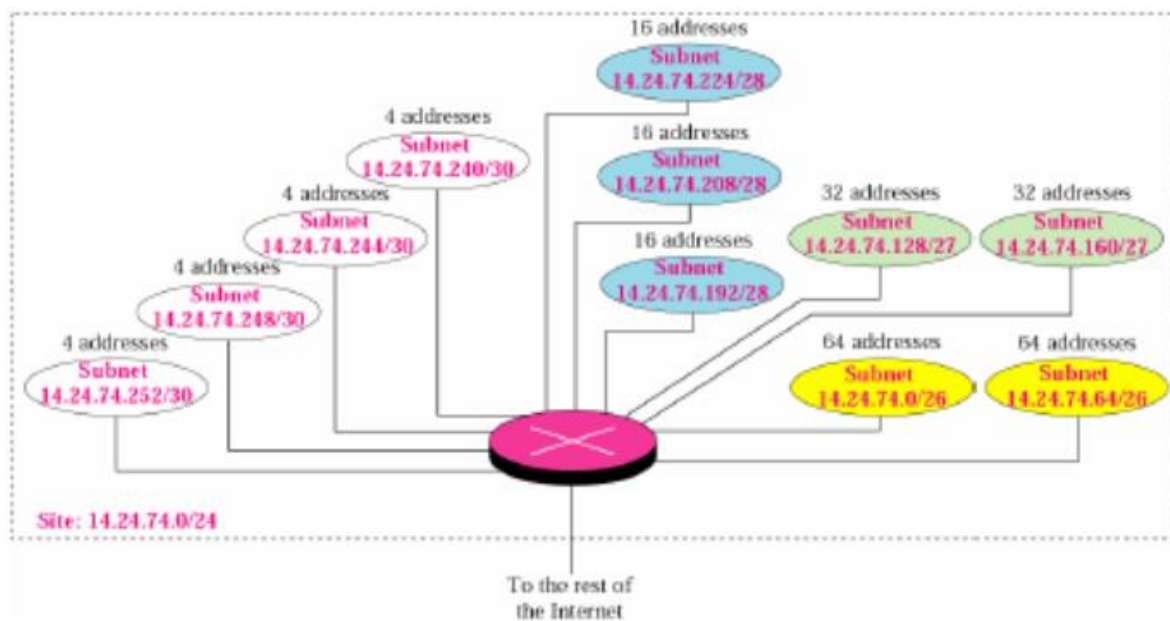 16 addresses
Subnet
14.24.74.224/28
4 addresses
Subnet
14.24.74.240/30
16 addresses
Subnet
14.24.74.208/28
4 addresses
Subnet
14.24.74.244/30
32 addresses
Subnet
14.24.74.128/27
32 addresses
Subnet
14.24.74.160/27
16 addresses
Subnet
14.24.74.192/28
4 addresses
Subnet
14.24.74.248/30
4 addresses
Subnet
14.24.74.252/30
64 addresses
Subnet
14.24.74.0/26
64 addresses
Subnet
14.24.74.64/26
Site: 14.24.74.0/24
To the rest of
the Internet